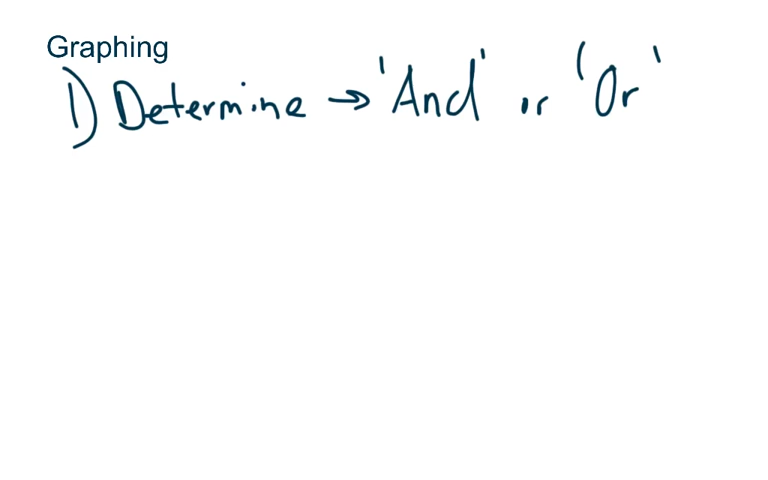 Graphing
1) Determine → 'And' or 'Or'